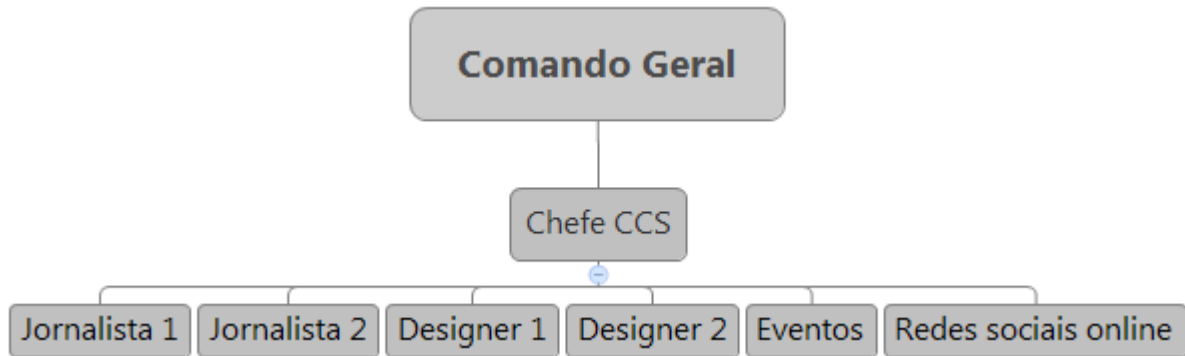 Comando Geral
Chefe CCS
Jornalista 1
Jornalista 2
Designer 1
Designer 2
Eventos
Redes sociais online